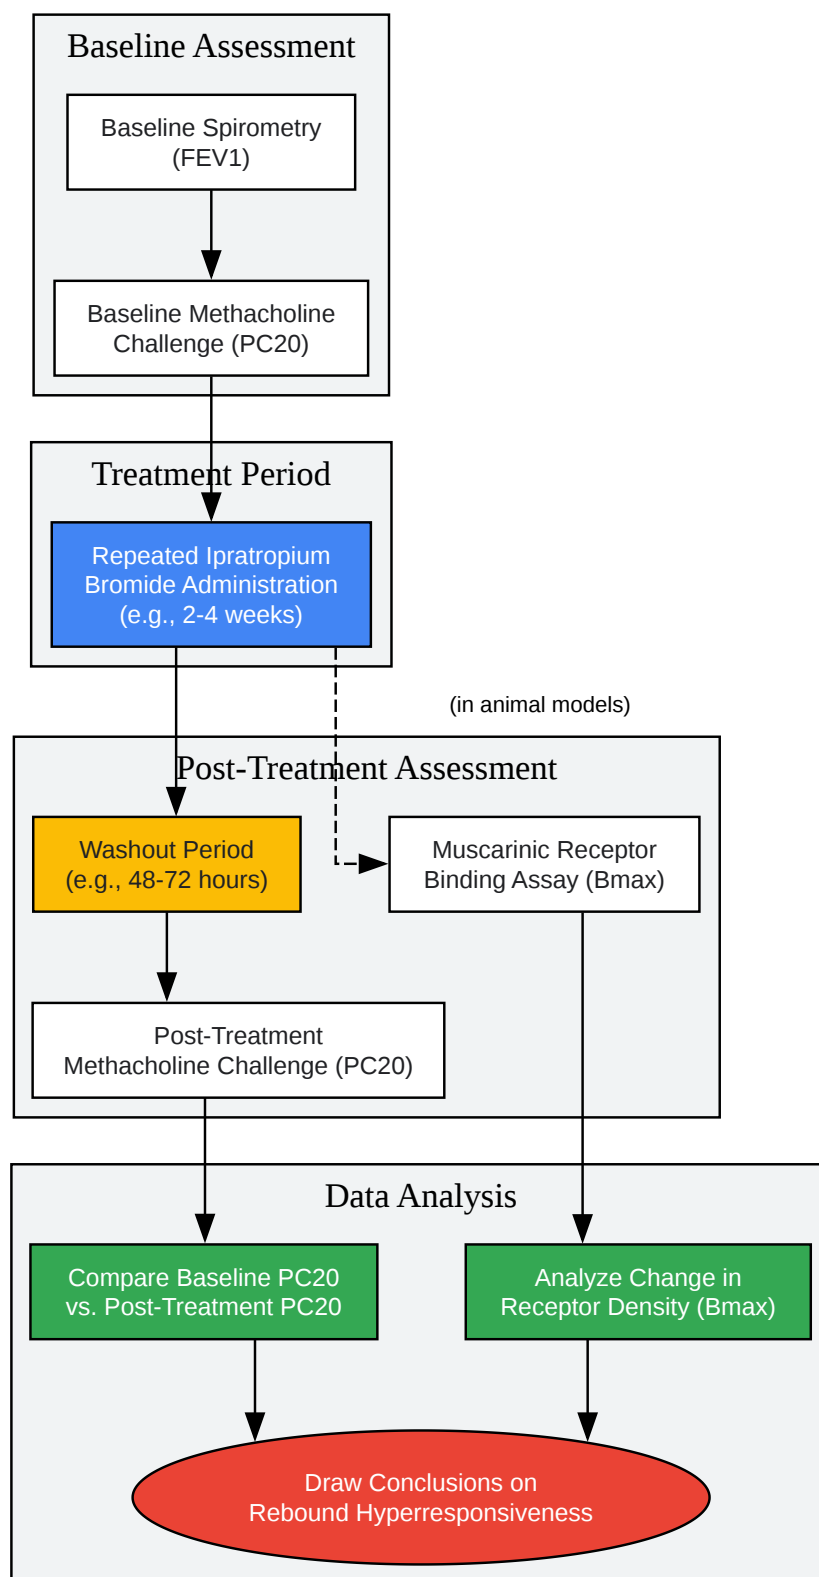 Baseline Assessment
Baseline Spirometry
(FEV1)
Baseline Methacholine
Challenge (PC20)
Treatment Period
Repeated Ipratropium
Bromide Administration
(e.g., 2-4 weeks)
(in animal models)
Post-Treatment Assessment
Washout Period
(e.g., 48-72 hours)
Muscarinic Receptor
Binding Assay (Bmax)
Post-Treatment
Methacholine Challenge (PC20)
Data Analysis
Compare Baseline PC20
vs. Post-Treatment PC20
Analyze Change in
Receptor Density (Bmax)
Draw Conclusions on
Rebound Hyperresponsiveness